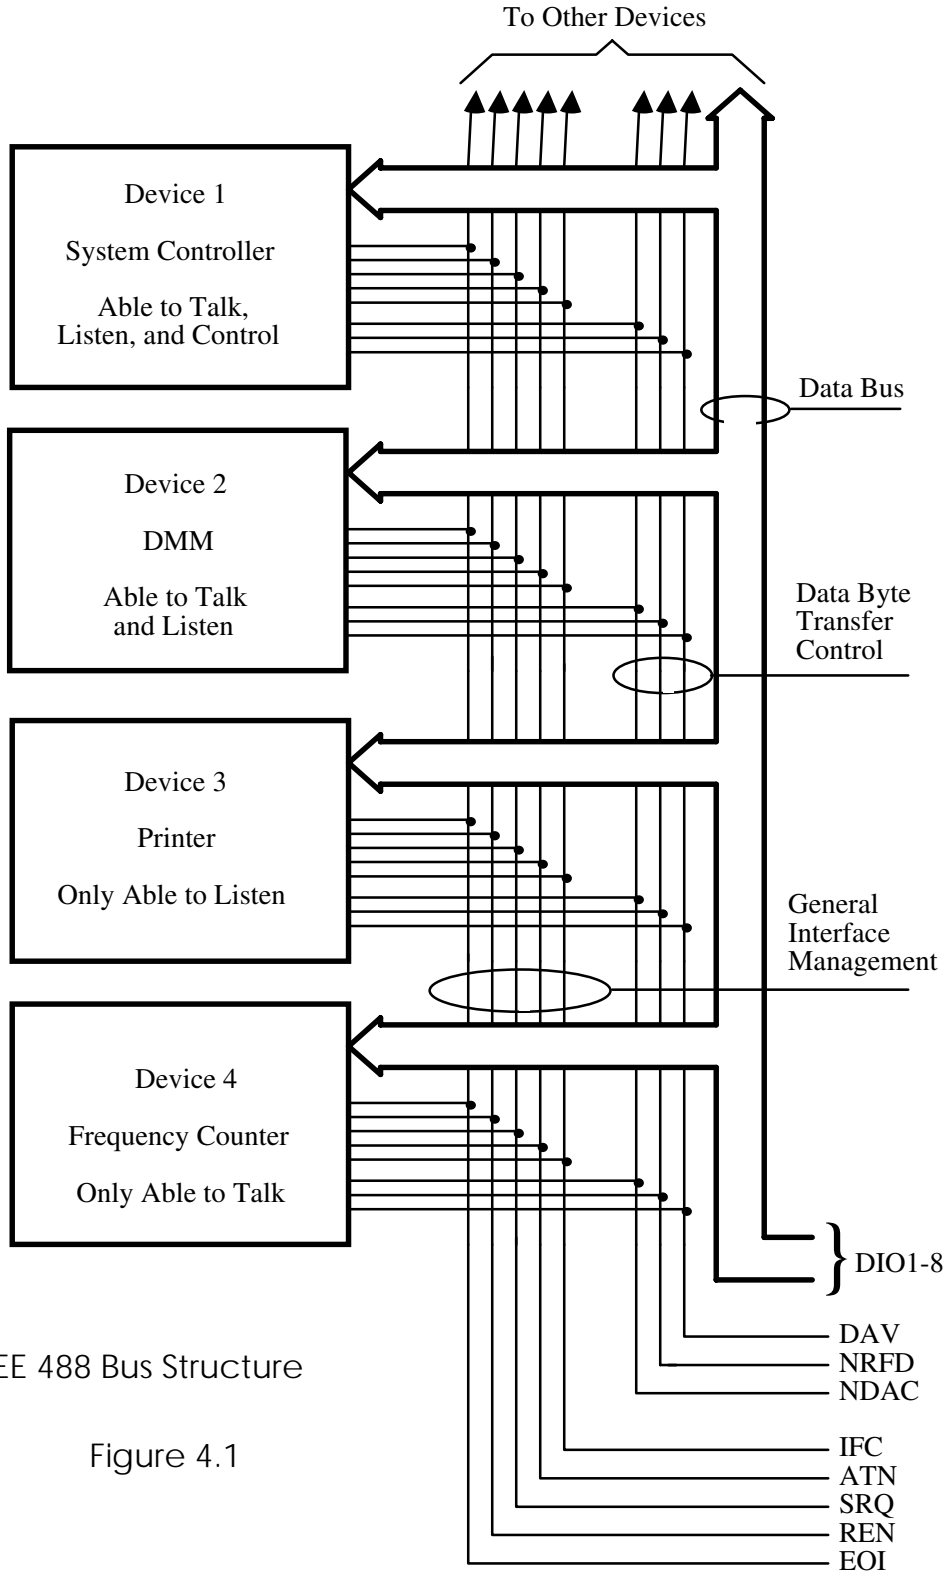 To Other Devices
Device 1
System Controller
Able to Talk,
Listen, and Control
Data Bus
Device 2
DMM
Able to Talk
and Listen
Data Byte
Transfer
Control
Device 3
Printer
Only Able to Listen
General
Interface
Management
Device 4
Frequency Counter
Only Able to Talk
DIO1-8
DAV
NRFD
NDAC
IFC
ATN
SRQ
REN
EOI
EE 488 Bus Structure
Figure 4.1